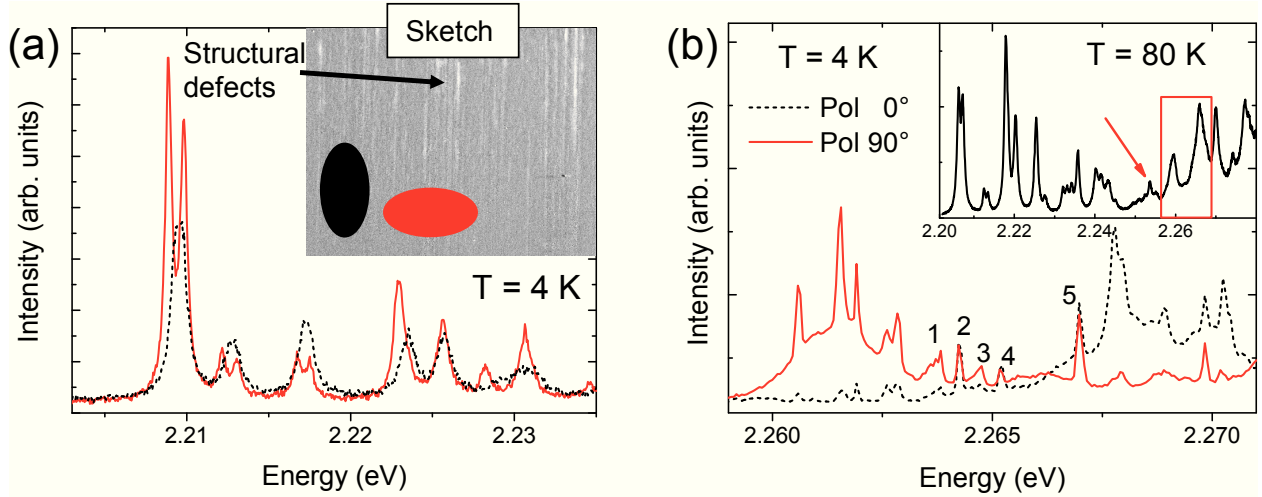 (a)
Sketch
Structural
defects
T = 4 K
Intensity (arb. units)
2.21
2.22
2.23
Energy (eV)
(b)
T = 4 K
T = 80 K
Pol 0°
Pol 90°
2.20
2.22
2.24
2.26
1
2
3
4
5
Intensity (arb. units)
2.260
2.265
2.270
Energy (eV)